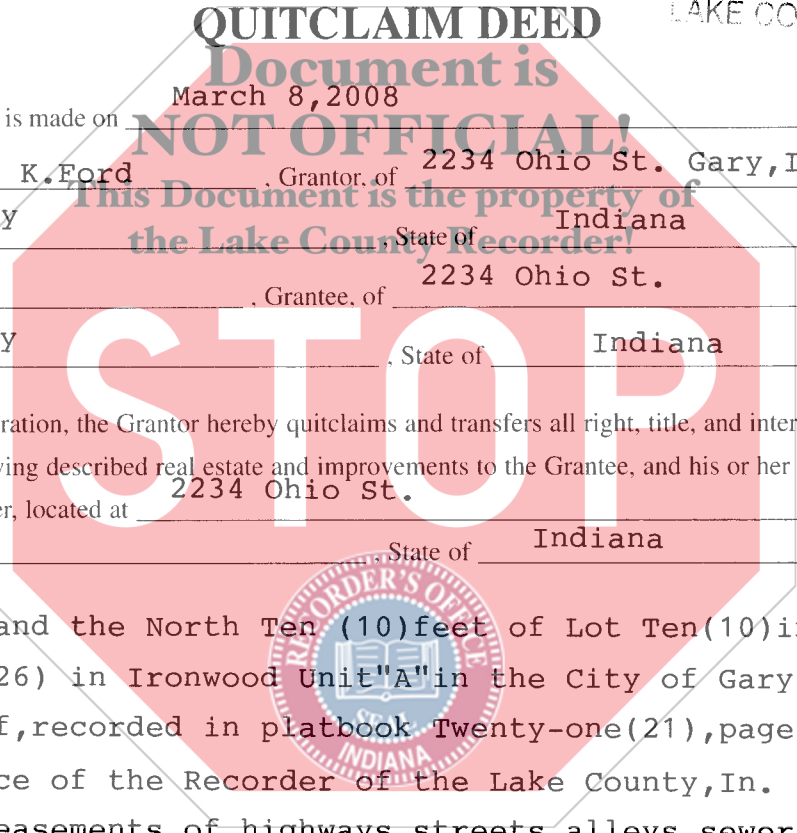 QUITCLAIM DEED
LAKE CO
Document is
March 8,2008
is made on
NOT OFFICIAL!
K.Ford , Grantor, of 2234 Ohio St. Gary,I
This Document is the property of
y , State of Indiana
the Lake County Recorder!
, Grantee, of 2234 Ohio St.
y , State of Indiana
STOP
ration, the Grantor hereby quitclaims and transfers all right, title, and inter
ving described real estate and improvements to the Grantee, and his or her
er, located at 2234 Ohio St.
, State of Indiana
RECORDER'S OFFICE
SEAL
INDIANA
and the North Ten (10)feet of Lot Ten(10)i
26) in Ironwood Unit"A"in the City of Gary
f,recorded in platbook Twenty-one(21),page
ce of the Recorder of the Lake County,In.
easements of highways streets alleys sewer